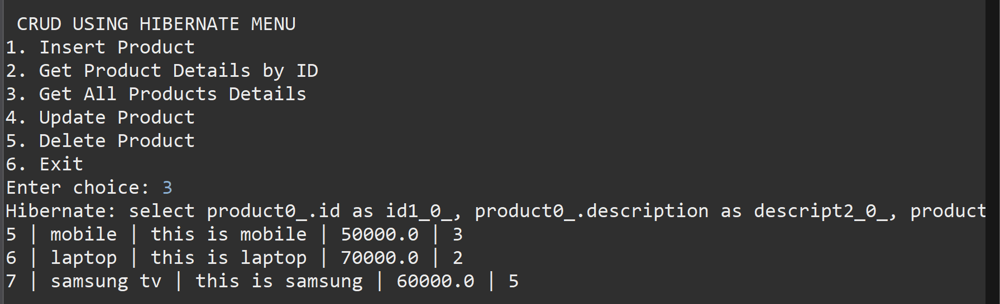 CRUD USING HIBERNATE MENU
1. Insert Product
2. Get Product Details by ID
3. Get All Products Details
4. Update Product
5. Delete Product
6. Exit
Enter choice: 3
Hibernate: select product0_.id as id1_0_, product0_.description as descript2_0_, product
5 | mobile | this is mobile | 50000.0 | 3
6 | laptop | this is laptop | 70000.0 | 2
7 | samsung tv | this is samsung | 60000.0 | 5